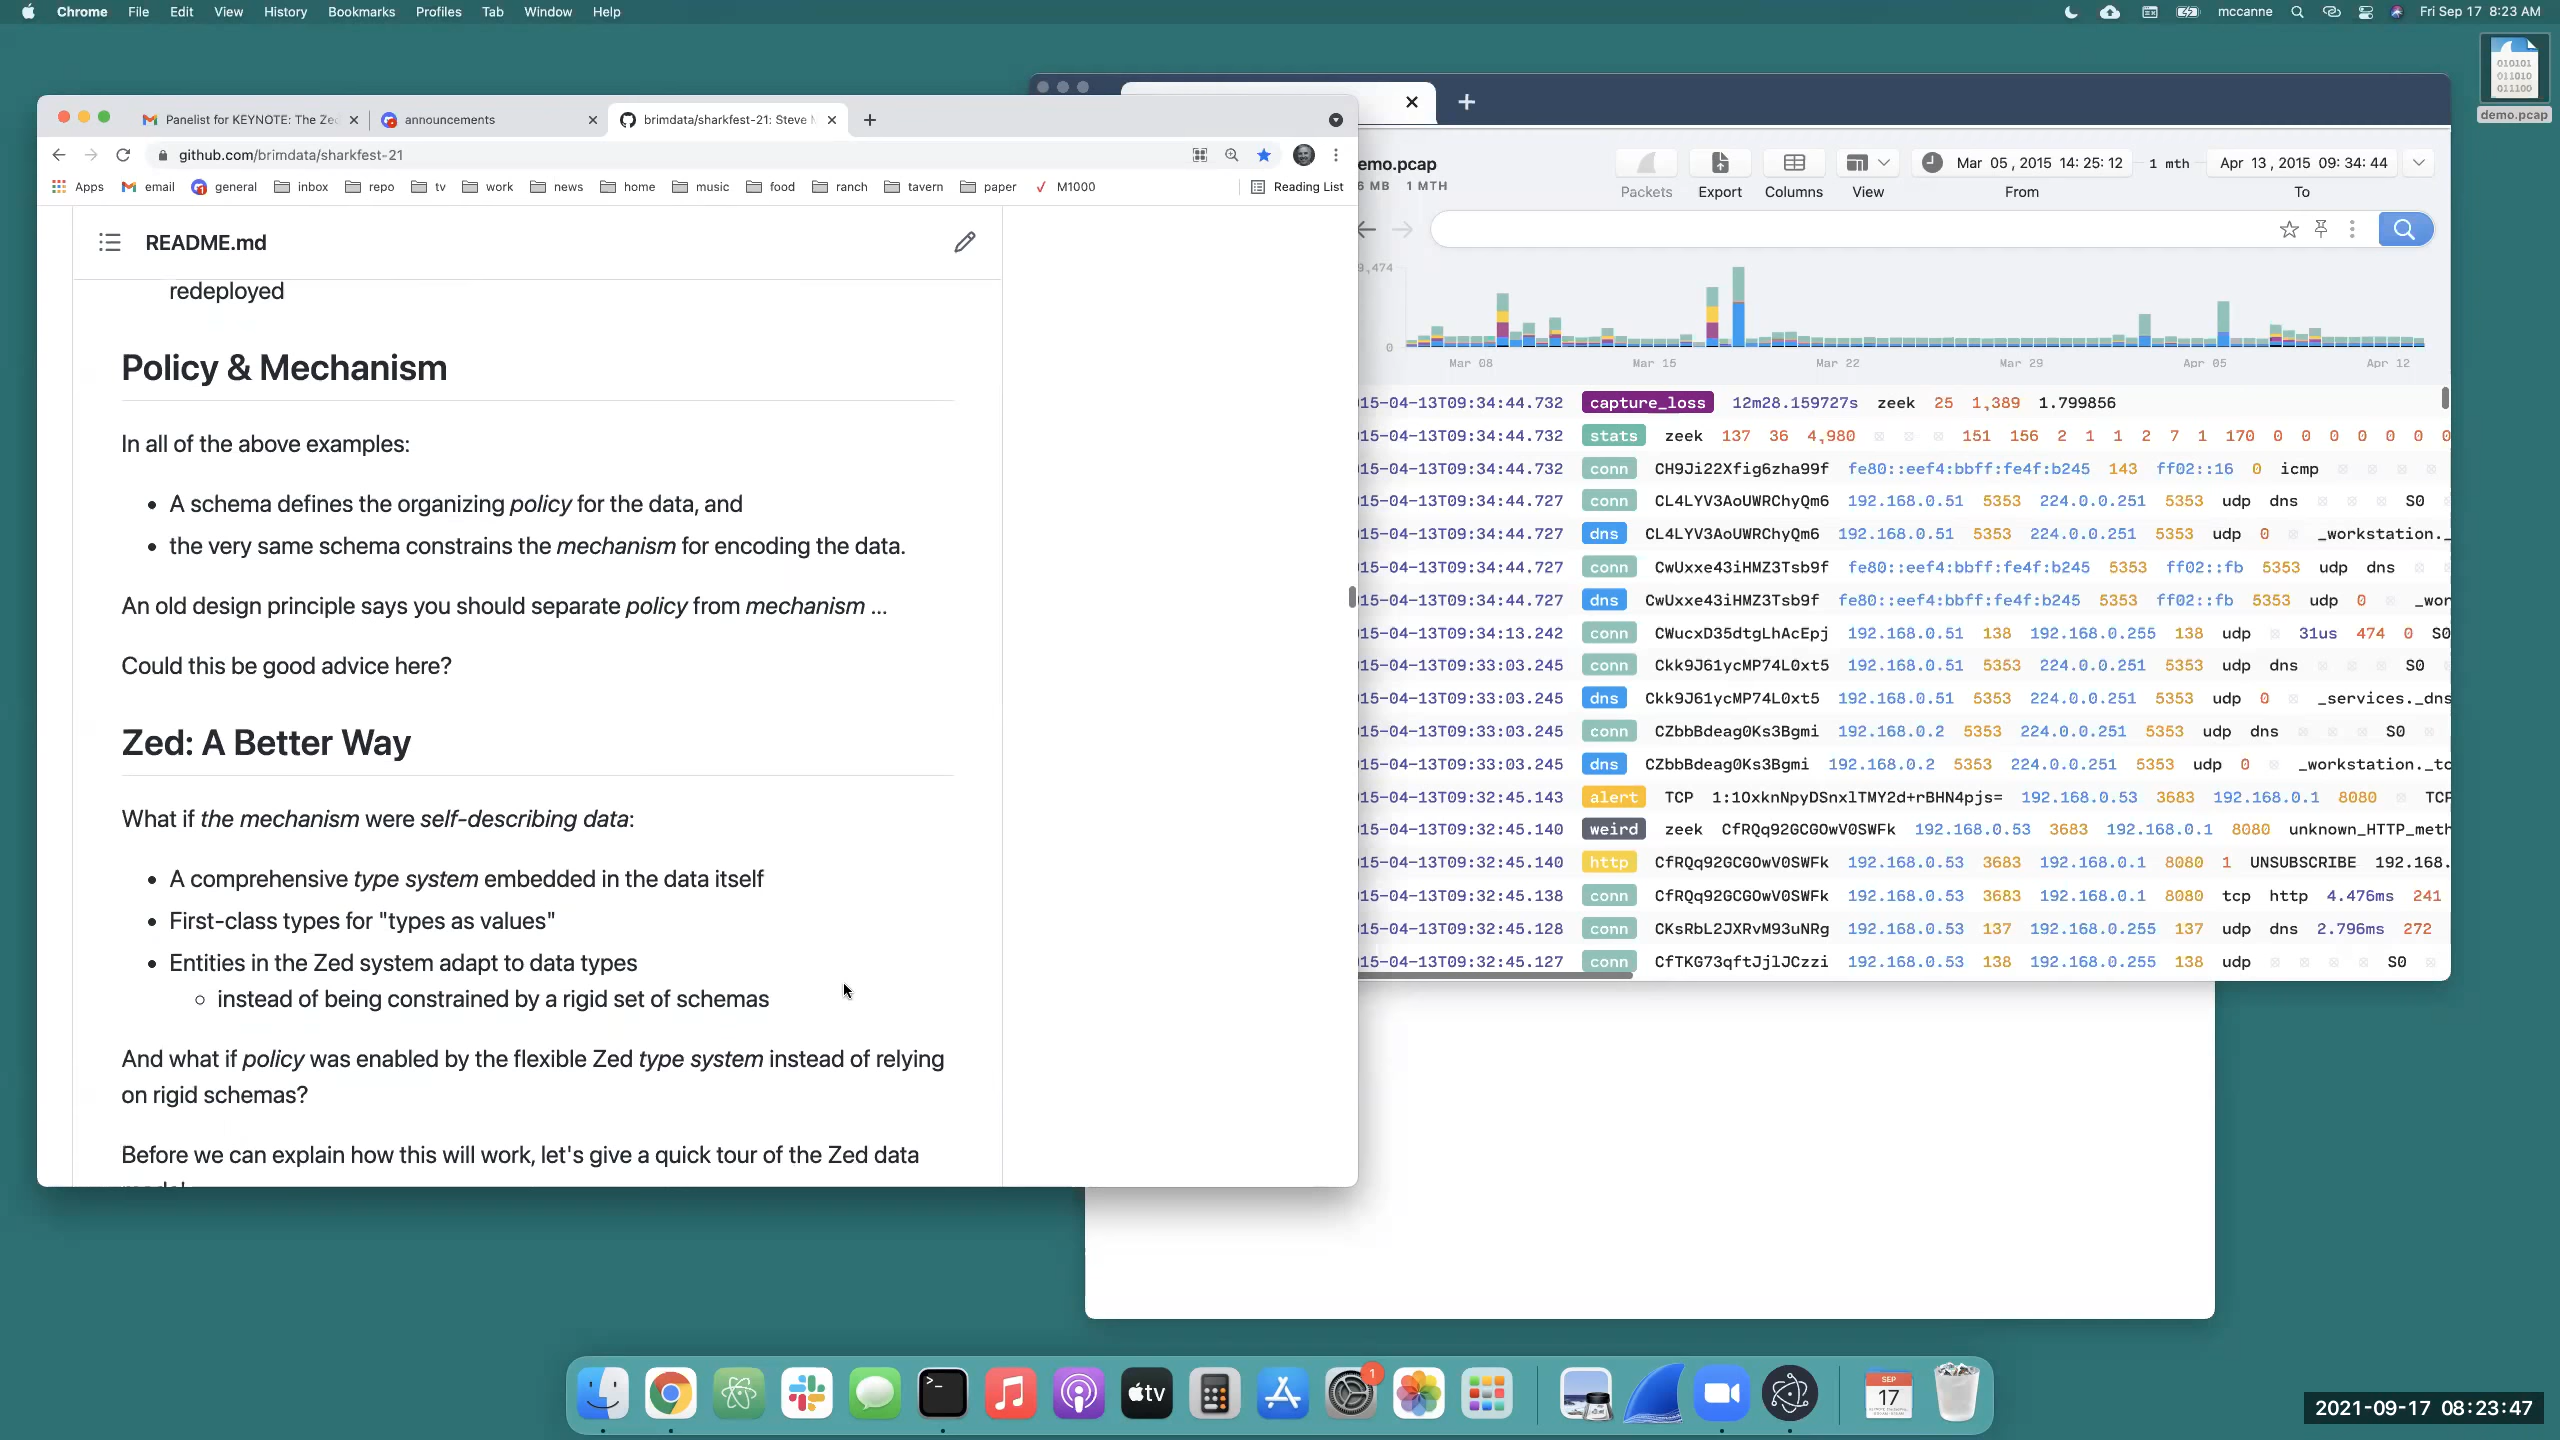 Chrome File Edit View History Bookmarks Profiles Tab Window Help
mccanne Fri Sep 17 8:23 AM
010101
011010
011100
demo.pcap
Panelist for KEYNOTE: The Ze
announcements
brimdata/sharkfest-21: Steve
github.com/brimdata/sharkfest-21
Apps email general inbox repo tv work news home music food ranch tavern paper M1000 Reading List
README.md
redeployed
Policy & Mechanism
In all of the above examples:
A schema defines the organizing policy for the data, and
the very same schema constrains the mechanism for encoding the data.
An old design principle says you should separate policy from mechanism ...
Could this be good advice here?
Zed: A Better Way
What if the mechanism were self-describing data:
A comprehensive type system embedded in the data itself
First-class types for "types as values"
Entities in the Zed system adapt to data types
instead of being constrained by a rigid set of schemas
And what if policy was enabled by the flexible Zed type system instead of relying
on rigid schemas?
Before we can explain how this will work, let's give a quick tour of the Zed data
emo.pcap
6 MB 1 MTH
Packets Export Columns View
Mar 05, 2015 14:25:12 1 mth Apr 13, 2015 09:34:44
From To
9,474
0
Mar 08 Mar 15 Mar 22 Mar 29 Apr 05 Apr 12
15-04-13T09:34:44.732 capture_loss 12m28.159727s zeek 25 1,389 1.799856
15-04-13T09:34:44.732 stats zeek 137 36 4,980 151 156 2 1 1 2 7 1 170 0 0 0 0 0 0 0
15-04-13T09:34:44.732 conn CH9Ji22Xfig6zha99f fe80::eef4:bbff:fe4f:b245 143 ff02::16 0 icmp
15-04-13T09:34:44.727 conn CL4LYV3AoUWRChyQm6 192.168.0.51 5353 224.0.0.251 5353 udp dns S0
15-04-13T09:34:44.727 dns CL4LYV3AoUWRChyQm6 192.168.0.51 5353 224.0.0.251 5353 udp 0 _workstation._
15-04-13T09:34:44.727 conn CwUxxe43iHMZ3Tsb9f fe80::eef4:bbff:fe4f:b245 5353 ff02::fb 5353 udp dns
15-04-13T09:34:44.727 dns CwUxxe43iHMZ3Tsb9f fe80::eef4:bbff:fe4f:b245 5353 ff02::fb 5353 udp 0 _wor
15-04-13T09:34:13.242 conn CWucxD35dtgLhAcEpj 192.168.0.51 138 192.168.0.255 138 udp 31us 474 0 S0
15-04-13T09:33:03.245 conn Ckk9J61ycMP74L0xt5 192.168.0.51 5353 224.0.0.251 5353 udp dns S0
15-04-13T09:33:03.245 dns Ckk9J61ycMP74L0xt5 192.168.0.51 5353 224.0.0.251 5353 udp 0 _services._dns
15-04-13T09:33:03.245 conn CZbbBdeag0Ks3Bgmi 192.168.0.2 5353 224.0.0.251 5353 udp dns S0
15-04-13T09:33:03.245 dns CZbbBdeag0Ks3Bgmi 192.168.0.2 5353 224.0.0.251 5353 udp 0 _workstation._tc
15-04-13T09:32:45.143 alert TCP 1:1OxknNpyDSnxlTMY2d+rBHN4pjs= 192.168.0.53 3683 192.168.0.1 8080 TCP
15-04-13T09:32:45.140 weird zeek CfRQq92GCGOwV0SWFk 192.168.0.53 3683 192.168.0.1 8080 unknown_HTTP_meth
15-04-13T09:32:45.140 http CfRQq92GCGOwV0SWFk 192.168.0.53 3683 192.168.0.1 8080 1 UNSUBSCRIBE 192.168.
15-04-13T09:32:45.138 conn CfRQq92GCGOwV0SWFk 192.168.0.53 3683 192.168.0.1 8080 tcp http 4.476ms 241
15-04-13T09:32:45.128 conn CKsRbL2JXRvM93uNRg 192.168.0.53 137 192.168.0.255 137 udp dns 2.796ms 272
15-04-13T09:32:45.127 conn CfTKG73qftJjlJCzzi 192.168.0.53 138 192.168.0.255 138 udp S0
tv
1
SEP
17
2021-09-17 08:23:47